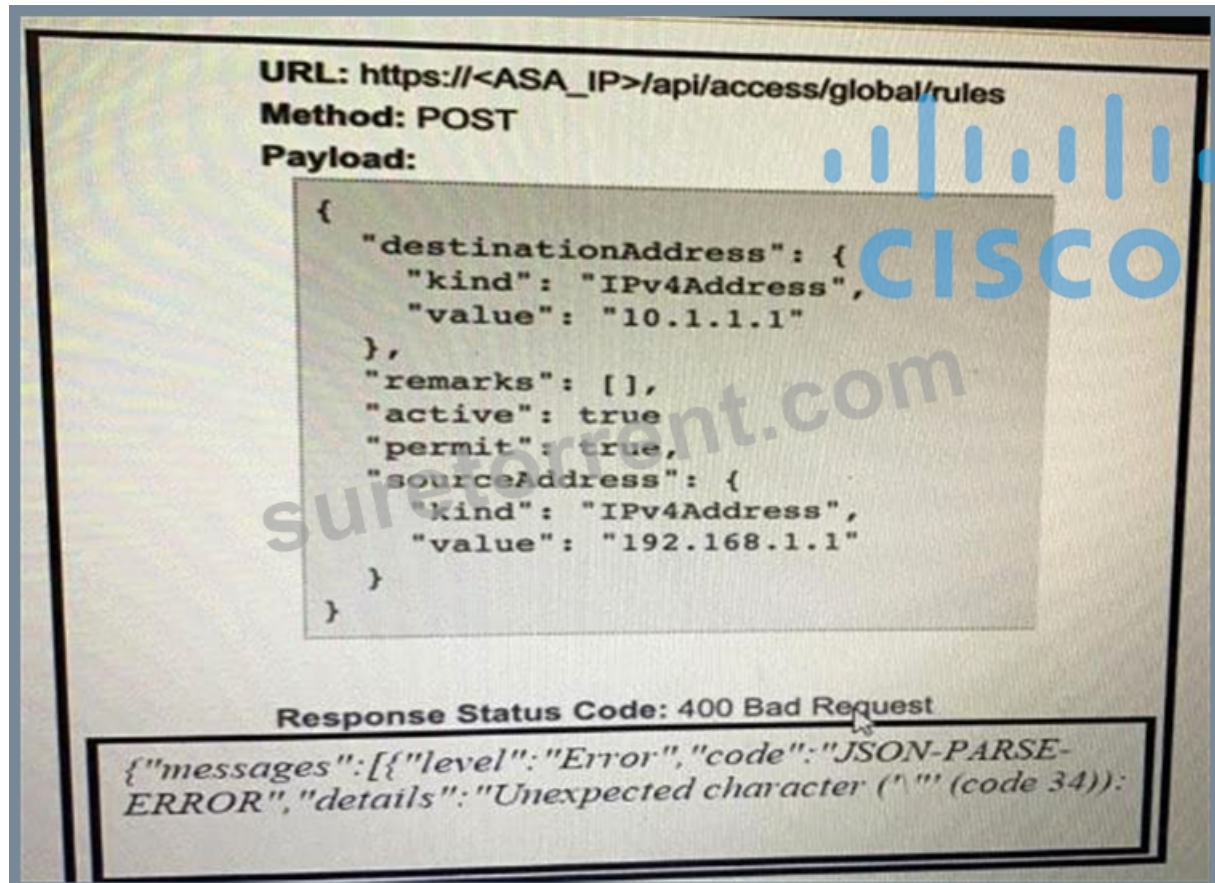 URL: https://<ASA_IP>/api/access/global/rules
Method: POST
Payload:
{
"destinationAddress": {
"kind": "IPv4Address",
"value": "10.1.1.1"
},
"remarks": [],
"active": true
"permit": true,
"sourceAddress": {
"kind": "IPv4Address",
"value": "192.168.1.1"
}
}
Response Status Code: 400 Bad Request
{"messages":[{"level":"Error","code":"JSON-PARSE-
ERROR","details":"Unexpected character ('\"' (code 34)):
CISCO
suretorrent.com